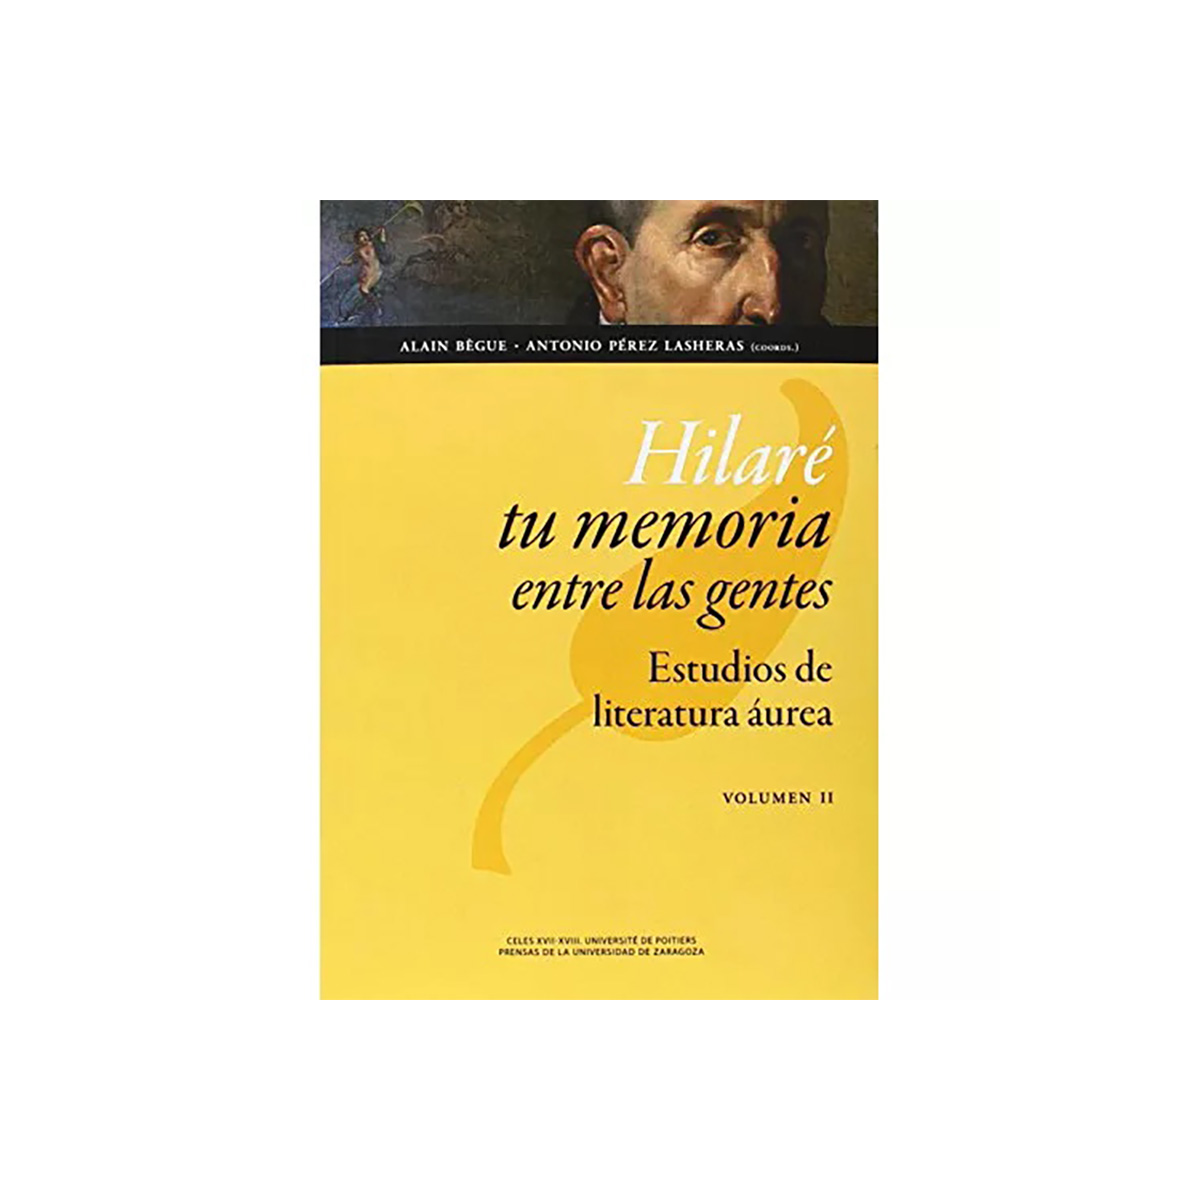 ALAIN BÈGUE · ANTONIO PÉREZ LASHERAS (COORDS.)
Hilaré
tu memoria
entre las gentes
Estudios de
literatura áurea
VOLUMEN II
CELES XVII-XVIII. UNIVERSITÉ DE POITIERS
PRENSAS DE LA UNIVERSIDAD DE ZARAGOZA